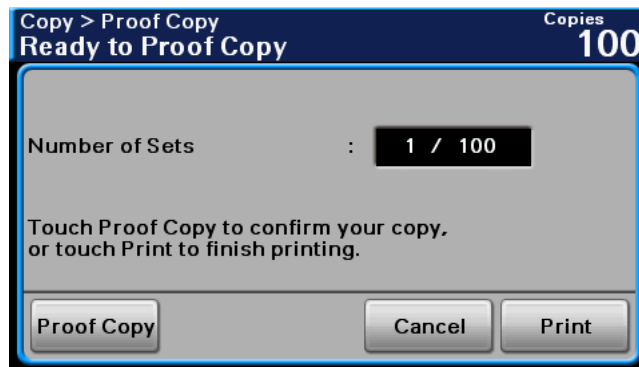 Copy > Proof Copy
Copies
Ready to Proof Copy
100
Number of Sets : 1 / 100
Touch Proof Copy to confirm your copy,
or touch Print to finish printing.
Proof Copy Cancel Print